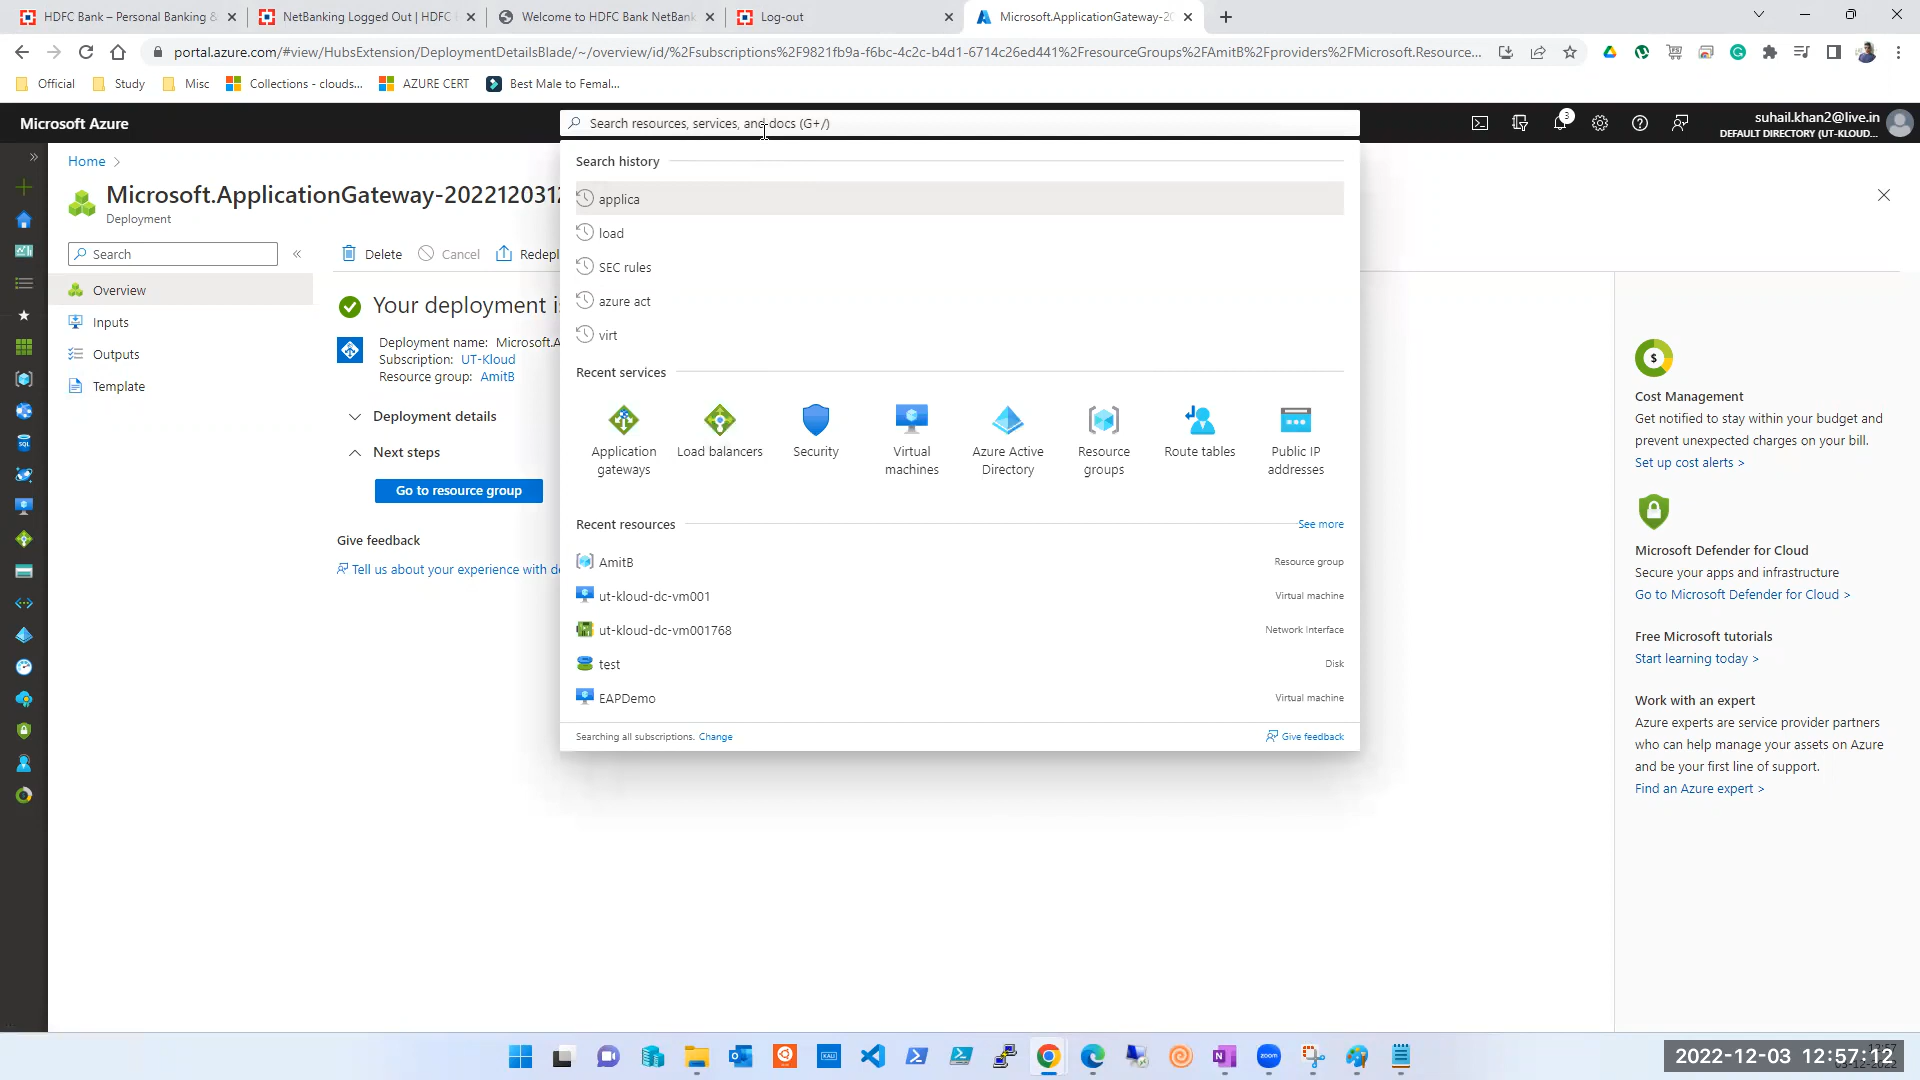 HDFC Bank – Personal Banking &
NetBanking Logged Out | HDFC
Welcome to HDFC Bank NetBank
Log-out
Microsoft.ApplicationGateway-20
portal.azure.com/#view/HubsExtension/DeploymentDetailsBlade/~/overview/id/%2Fsubscriptions%2F9821fb9a-f6bc-4c2c-b4d1-6714c26ed441%2FresourceGroups%2FAmitB%2Fproviders%2FMicrosoft.Resource...
Official
Study
Misc
Collections - clouds...
AZURE CERT
Best Male to Femal...
Microsoft Azure
Search resources, services, and docs (G+/)
3
suhail.khan2@live.in
DEFAULT DIRECTORY (UT-KLOUD...
Home >
Microsoft.ApplicationGateway-2022120312
Deployment
Search
Overview
Inputs
Outputs
Template
Delete
Cancel
Redepl
Your deployment i
Deployment name: Microsoft.A
Subscription: UT-Kloud
Resource group: AmitB
Deployment details
Next steps
Go to resource group
Give feedback
Tell us about your experience with d
Search history
applica
load
SEC rules
azure act
virt
Recent services
Application gateways
Load balancers
Security
Virtual machines
Azure Active Directory
Resource groups
Route tables
Public IP addresses
Recent resources
See more
AmitB
Resource group
ut-kloud-dc-vm001
Virtual machine
ut-kloud-dc-vm001768
Network Interface
test
Disk
EAPDemo
Virtual machine
Searching all subscriptions. Change
Give feedback
Cost Management
Get notified to stay within your budget and
prevent unexpected charges on your bill.
Set up cost alerts >
Microsoft Defender for Cloud
Secure your apps and infrastructure
Go to Microsoft Defender for Cloud >
Free Microsoft tutorials
Start learning today >
Work with an expert
Azure experts are service provider partners
who can help manage your assets on Azure
and be your first line of support.
Find an Azure expert >
2022-12-03 12:57:12